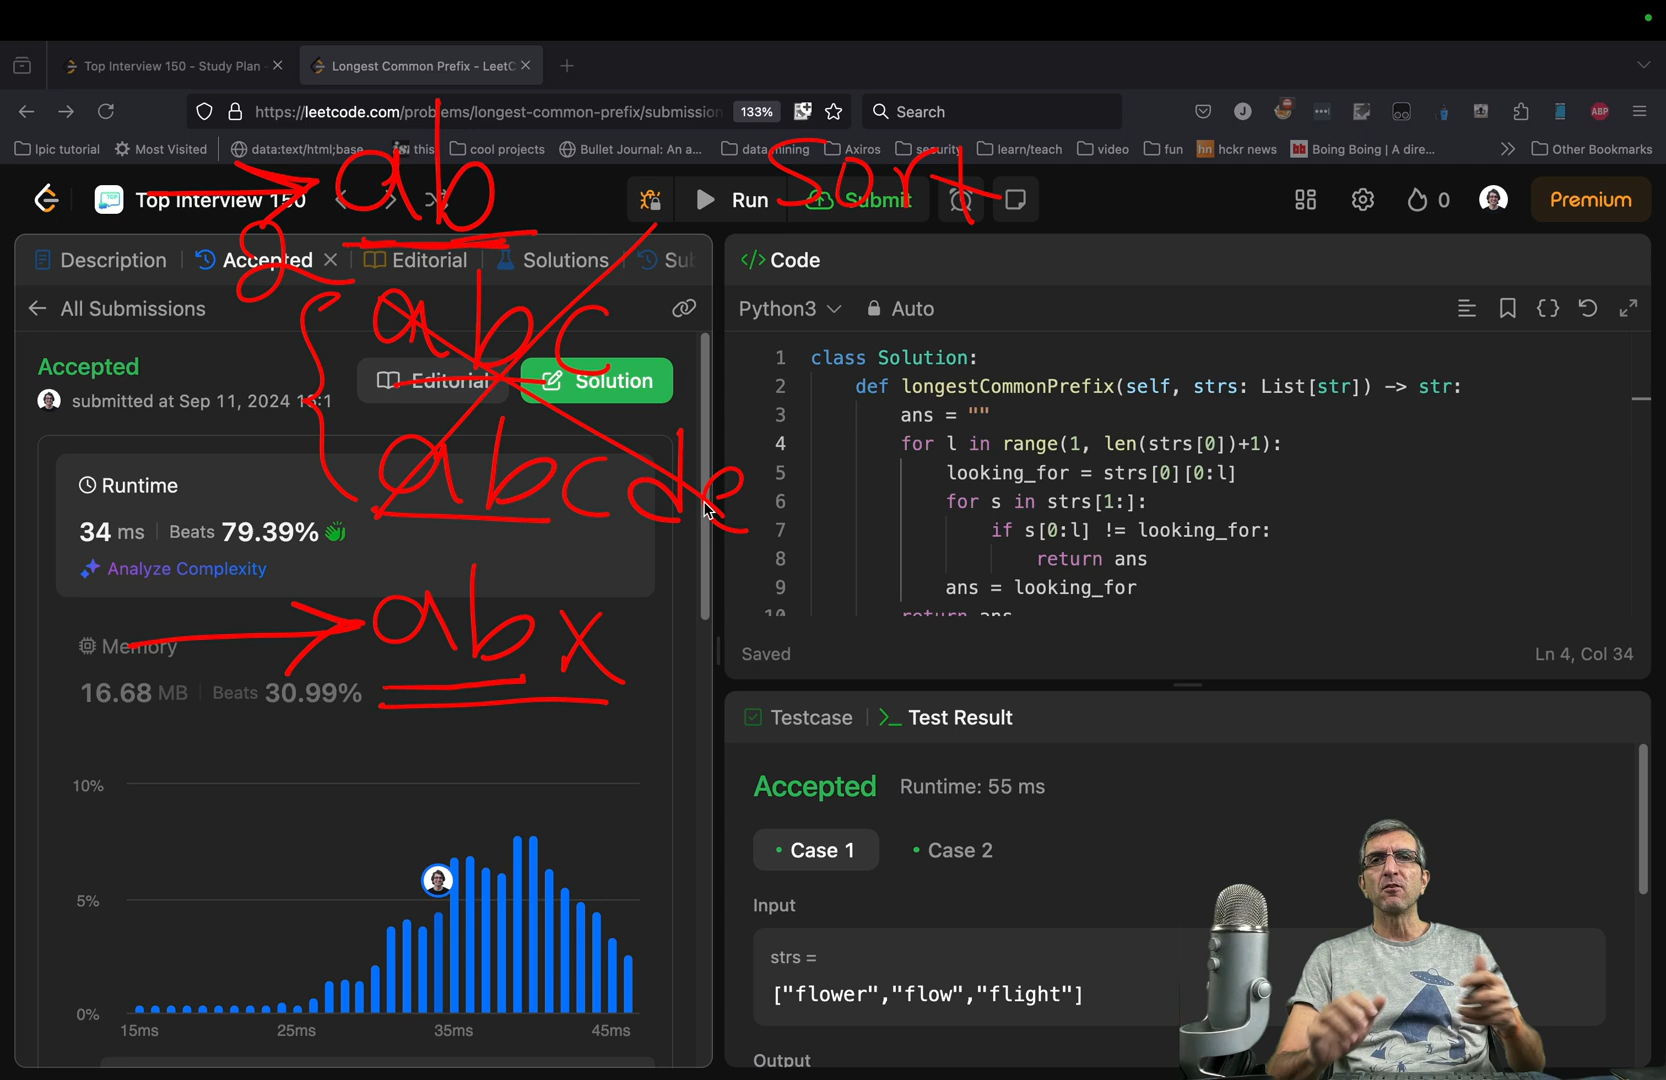 Top Interview 150 - Study Plan
Longest Common Prefix - LeetC
https://leetcode.com/problems/longest-common-prefix/submission
133%
Search
Ipic tutorial
Most Visited
data:text/html;base
this
cool projects
Bullet Journal: An a...
data mining
Axiros
security
learn/teach
video
fun
hn hckr news
bb Boing Boing | A dire...
Other Bookmarks
ABP
Top Interview 150
Run
Submit
0
Premium
sort
ab
2
abc
abcde
abx
Description
Accepted
Editorial
Solutions
Sub
All Submissions
Accepted
Editorial
Solution
submitted at Sep 11, 2024
Runtime
34 ms | Beats 79.39%
Analyze Complexity
Memory
16.68 MB | Beats 30.99%
10%
5%
0%
15ms 25ms 35ms 45ms
</> Code
Python3
Auto
1 class Solution:
2 def longestCommonPrefix(self, strs: List[str]) -> str:
3 ans = ""
4 for l in range(1, len(strs[0])+1):
5 looking_for = strs[0][0:l]
6 for s in strs[1:]:
7 if s[0:l] != looking_for:
8 return ans
9 ans = looking_for
10 return ans
Saved
Ln 4, Col 34
Testcase
Test Result
Accepted Runtime: 55 ms
Case 1
Case 2
Input
strs =
["flower","flow","flight"]
Output